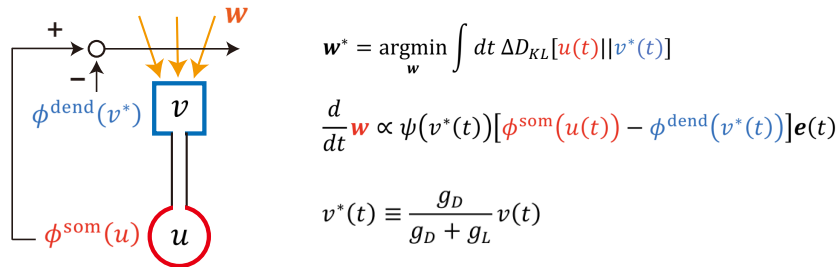 w
+
−
ϕ^dend(v*)
v
ϕ^som(u)
u
w* = argmin_w ∫ dt ΔD_KL[u(t)||v*(t)]
d/dt w ∝ ψ(v*(t))[ϕ^som(u(t)) − ϕ^dend(v*(t))]e(t)
v*(t) ≡ g_D/(g_D + g_L) v(t)